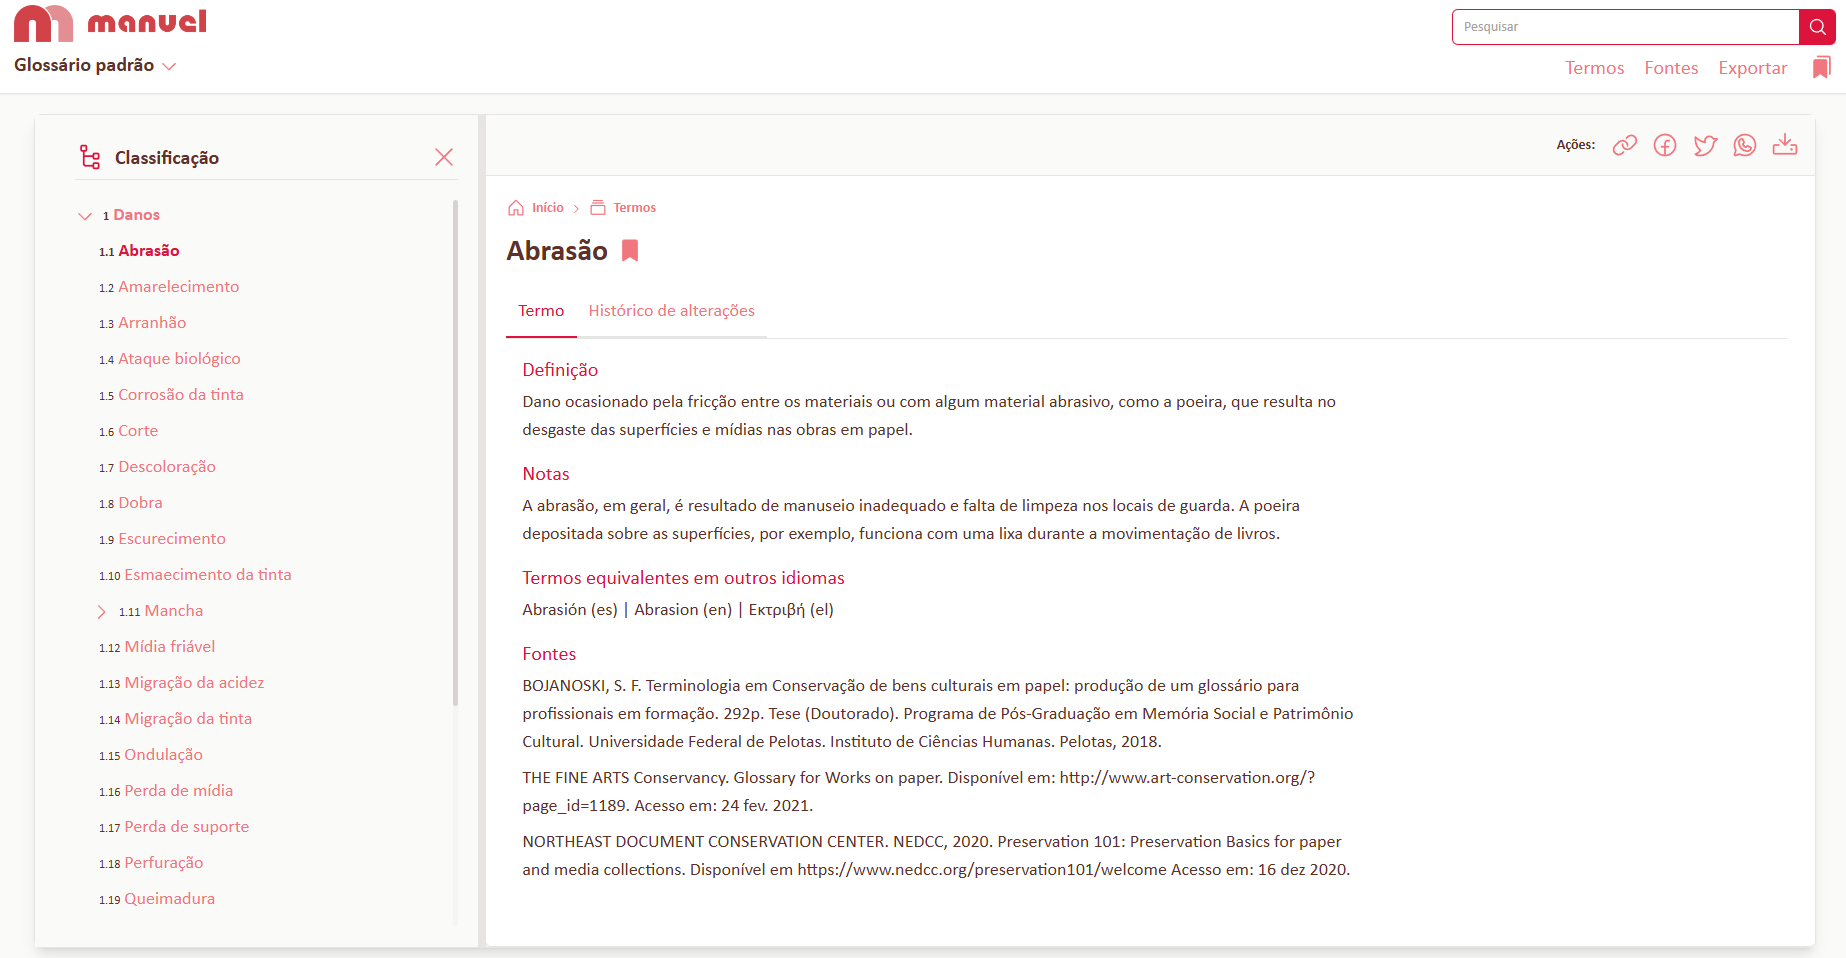 manuel
Pesquisar
Glossário padrão
Termos Fontes Exportar
Classificação
1 Danos
1.1 Abrasão
1.2 Amarelecimento
1.3 Arranhão
1.4 Ataque biológico
1.5 Corrosão da tinta
1.6 Corte
1.7 Descoloração
1.8 Dobra
1.9 Escurecimento
1.10 Esmaecimento da tinta
1.11 Mancha
1.12 Mídia friável
1.13 Migração da acidez
1.14 Migração da tinta
1.15 Ondulação
1.16 Perda de mídia
1.17 Perda de suporte
1.18 Perfuração
1.19 Queimadura
Ações:
Início > Termos
Abrasão
Termo Histórico de alterações
Definição
Dano ocasionado pela fricção entre os materiais ou com algum material abrasivo, como a poeira, que resulta no
desgaste das superfícies e mídias nas obras em papel.
Notas
A abrasão, em geral, é resultado de manuseio inadequado e falta de limpeza nos locais de guarda. A poeira
depositada sobre as superfícies, por exemplo, funciona com uma lixa durante a movimentação de livros.
Termos equivalentes em outros idiomas
Abrasión (es) | Abrasion (en) | Εκτριβή (el)
Fontes
BOJANOSKI, S. F. Terminologia em Conservação de bens culturais em papel: produção de um glossário para
profissionais em formação. 292p. Tese (Doutorado). Programa de Pós-Graduação em Memória Social e Patrimônio
Cultural. Universidade Federal de Pelotas. Instituto de Ciências Humanas. Pelotas, 2018.
THE FINE ARTS Conservancy. Glossary for Works on paper. Disponível em: http://www.art-conservation.org/?
page_id=1189. Acesso em: 24 fev. 2021.
NORTHEAST DOCUMENT CONSERVATION CENTER. NEDCC, 2020. Preservation 101: Preservation Basics for paper
and media collections. Disponível em https://www.nedcc.org/preservation101/welcome Acesso em: 16 dez 2020.